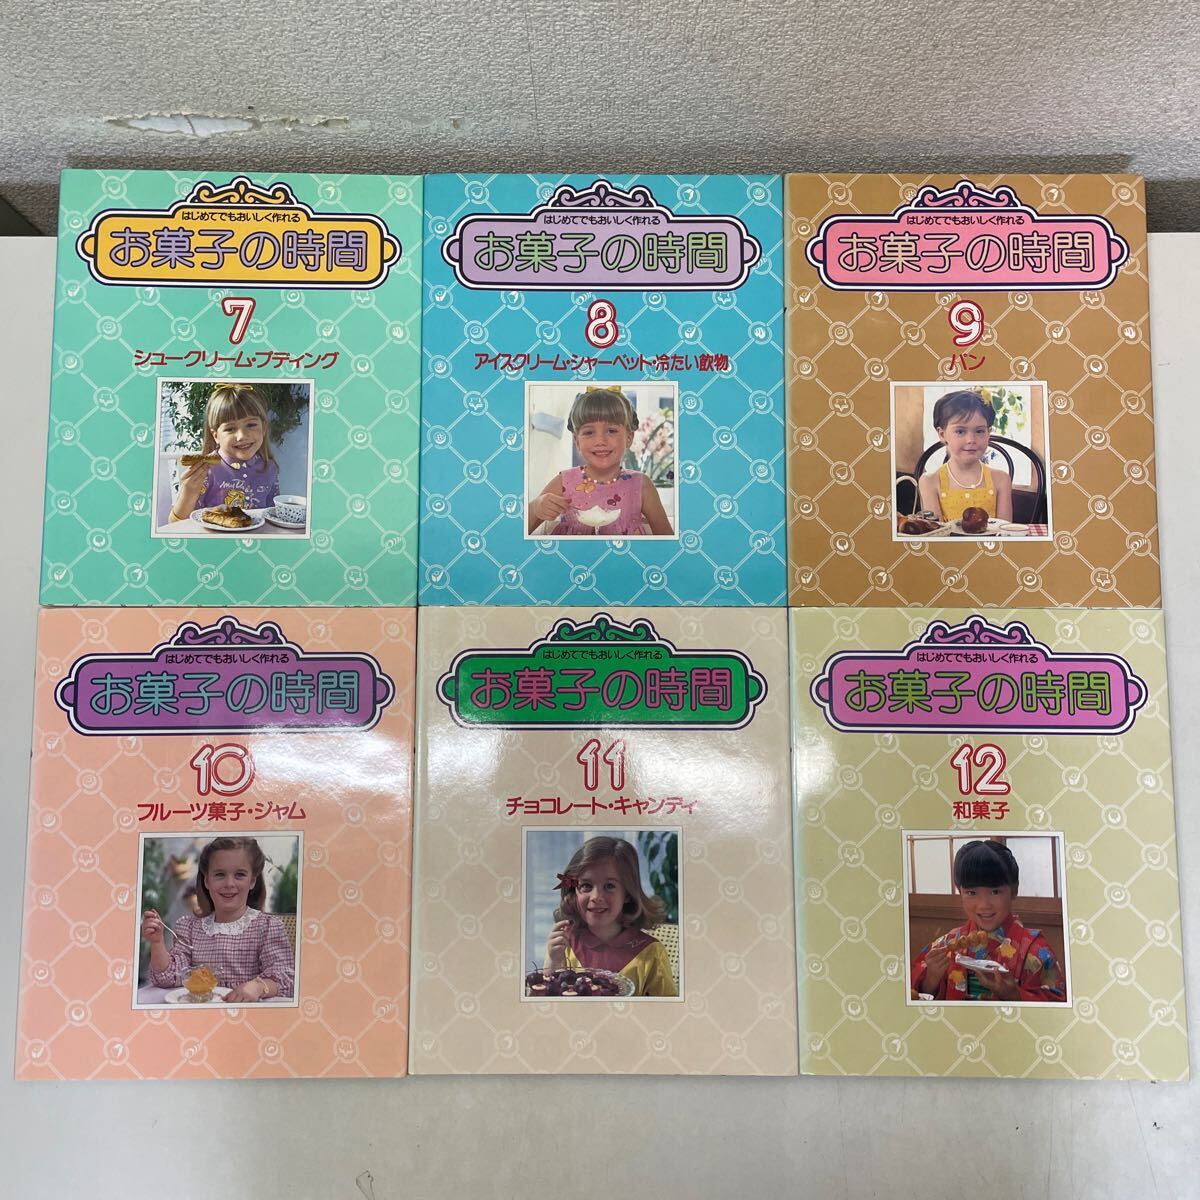 はじめてでもおいしく作れる
お菓子の時間
7
シュークリーム・プディング
はじめてでもおいしく作れる
お菓子の時間
8
アイスクリーム・シャーベット・冷たい飲物
はじめてでもおいしく作れる
お菓子の時間
9
パン
はじめてでもおいしく作れる
お菓子の時間
10
フルーツ菓子・ジャム
はじめてでもおいしく作れる
お菓子の時間
11
チョコレート・キャンディ
はじめてでもおいしく作れる
お菓子の時間
12
和菓子